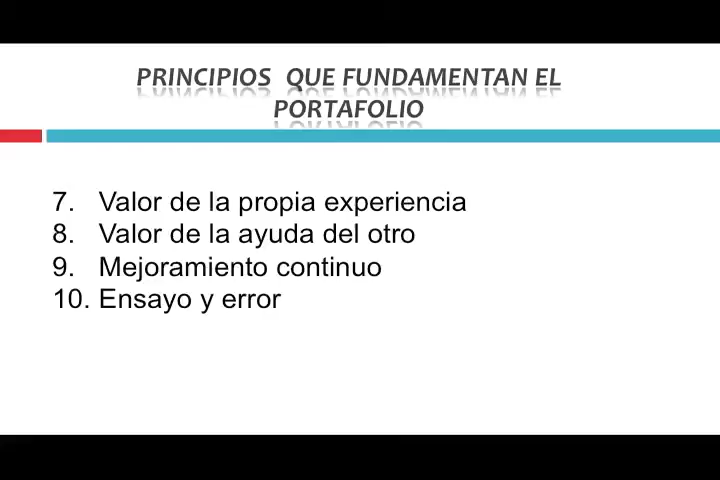 PRINCIPIOS QUE FUNDAMENTAN EL
PORTAFOLIO
7. Valor de la propia experiencia
8. Valor de la ayuda del otro
9. Mejoramiento continuo
10. Ensayo y error